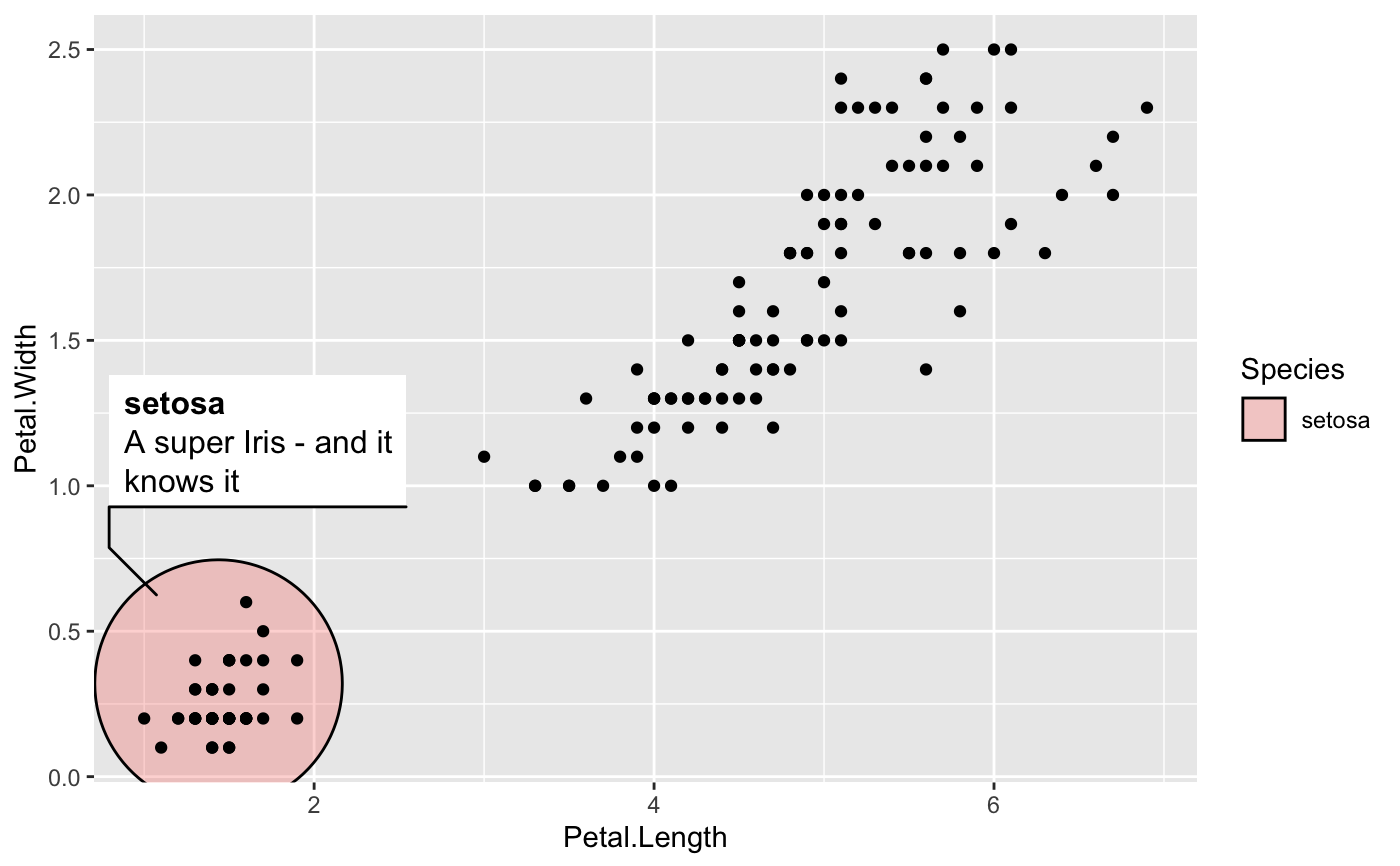 2.5
2.0
1.5
1.0
0.5
0.0
Petal.Width
setosa
A super Iris - and it
knows it
2
4
6
Petal.Length
Species
setosa